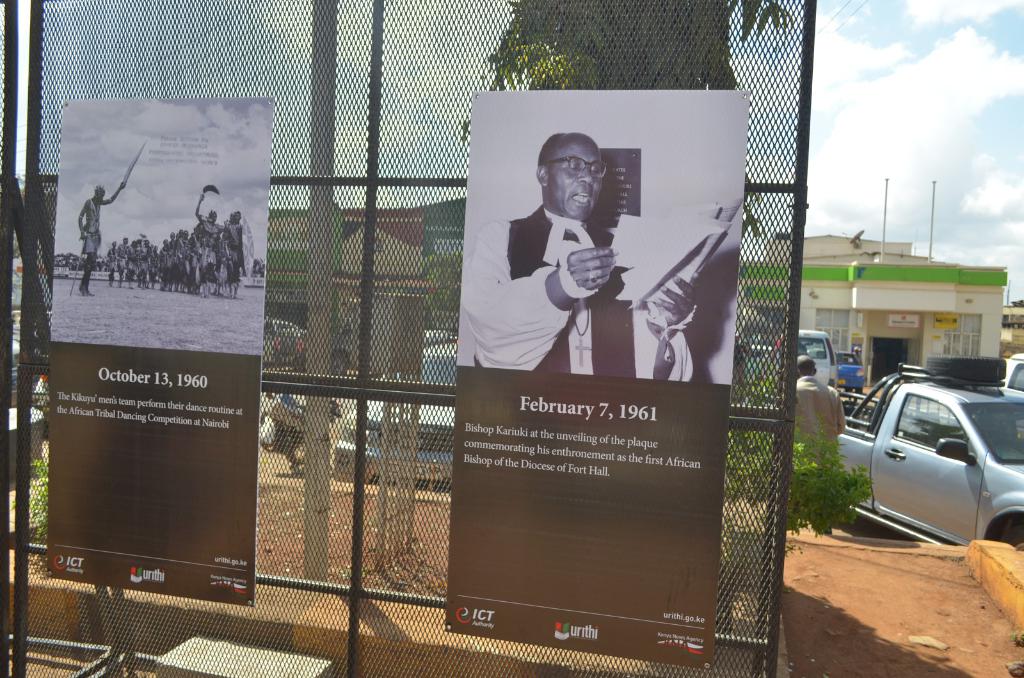 October 13, 1960
The Kikuyu' men's team perform their dance routine at
the African Tribal Dancing Competition at Nairobi
ICT
Authority
urithi
urithi.go.ke
Kenya News Agency
February 7, 1961
Bishop Kariuki at the unveiling of the plaque
commemorating his enthronement as the first African
Bishop of the Diocese of Fort Hall.
ICT
Authority
urithi
urithi.go.ke
Kenya News Agency